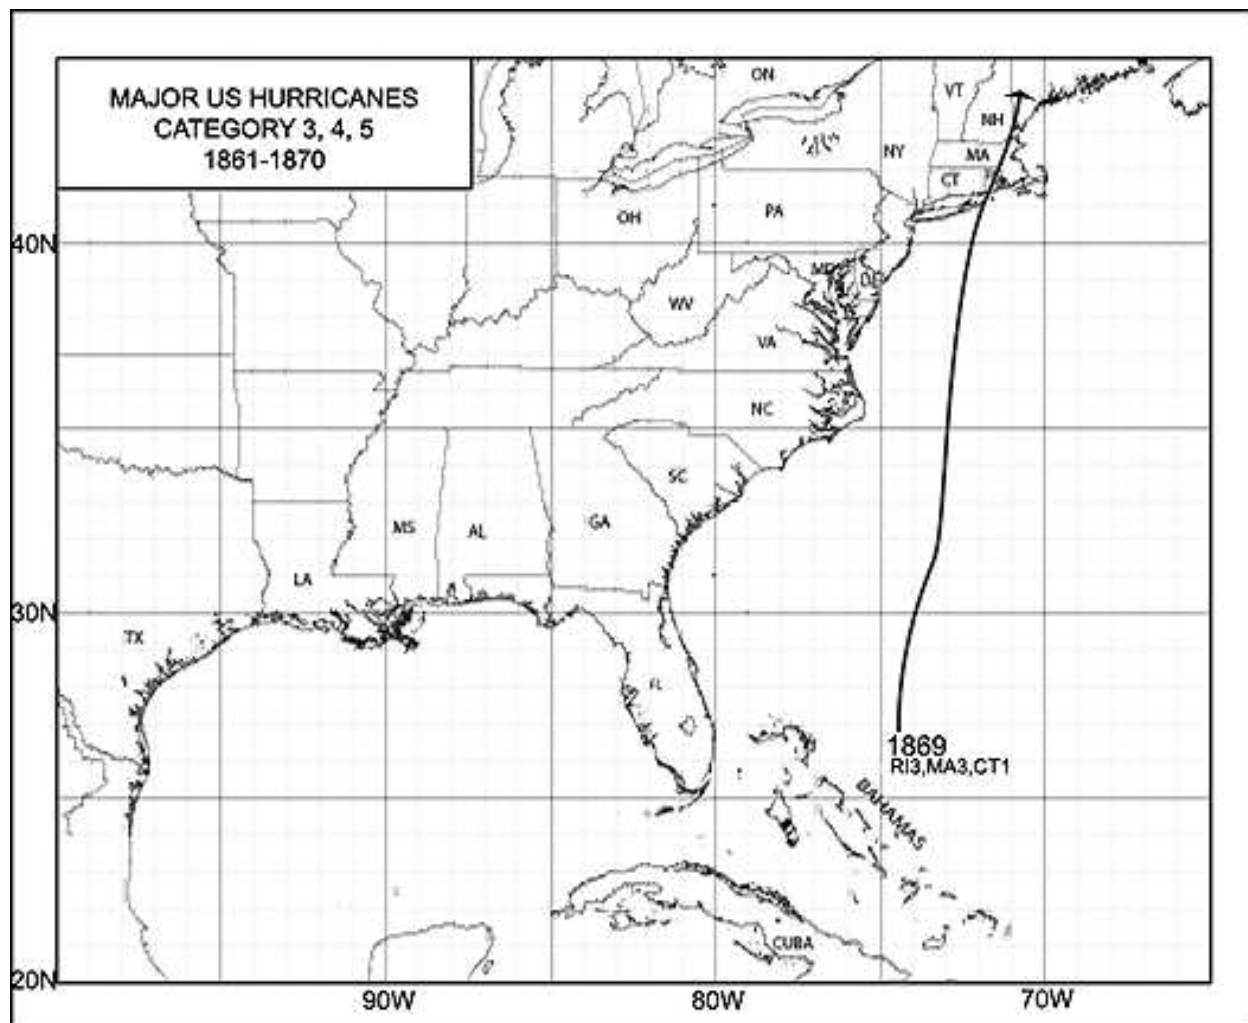 MAJOR US HURRICANES
CATEGORY 3, 4, 5
1861-1870
ON
VT
NH
NY
MA
CT
OH
PA
40N
MD
DE
WV
VA
NC
SC
MS
AL
GA
LA
30N
TX
FL
1869
RI3,MA3,CT1
BAHAMAS
CUBA
20N
90W
80W
70W